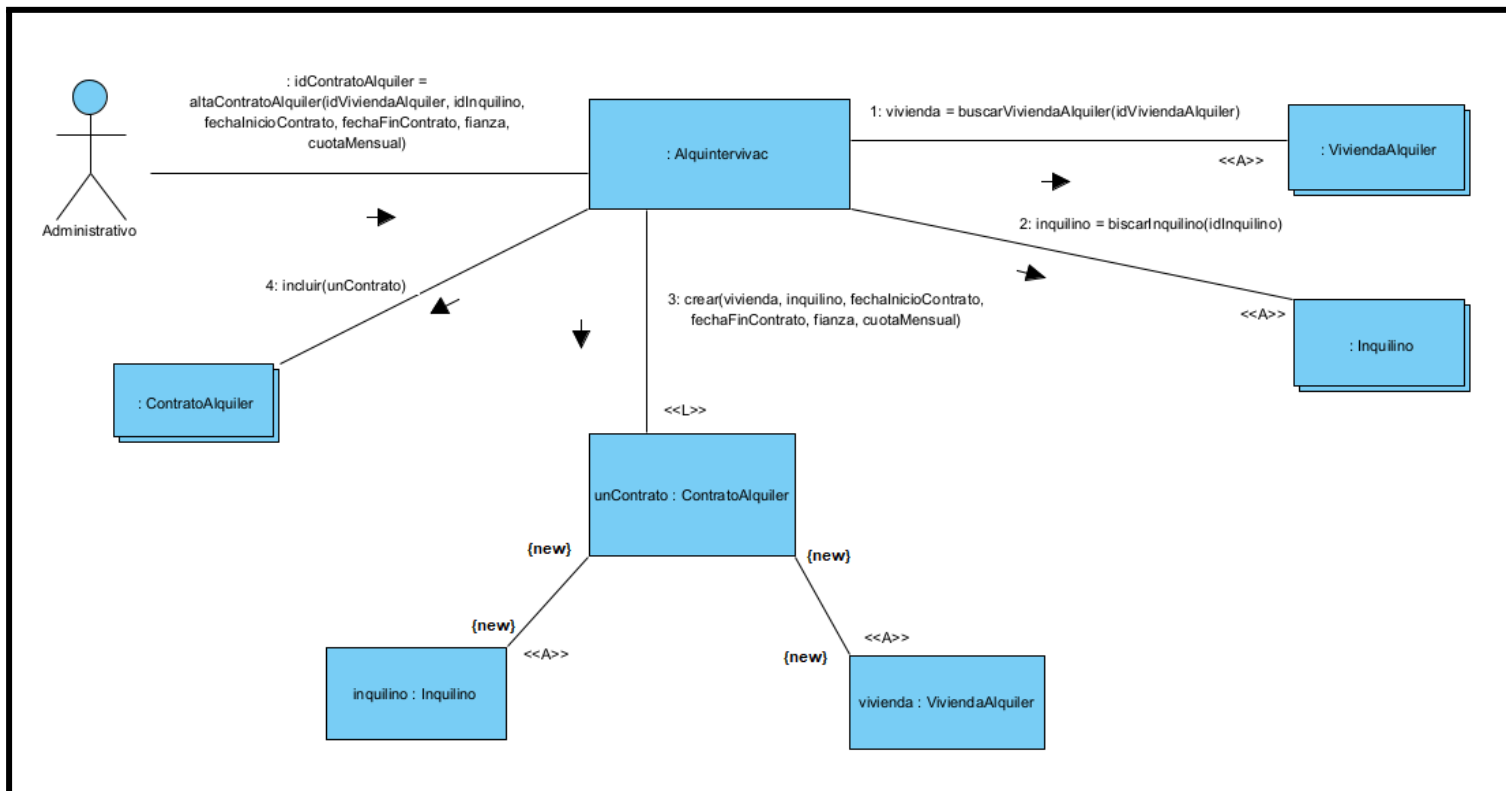 : idContratoAlquiler =
altaContratoAlquiler(idViviendaAlquiler, idInquilino,
fechaInicioContrato, fechaFinContrato, fianza,
cuotaMensual)
Administrativo
: Alquintervivac
1: vivienda = buscarViviendaAlquiler(idViviendaAlquiler)
<<A>>
: ViviendaAlquiler
2: inquilino = biscarInquilino(idInquilino)
<<A>>
: Inquilino
4: incluir(unContrato)
3: crear(vivienda, inquilino, fechaInicioContrato,
fechaFinContrato, fianza, cuotaMensual)
: ContratoAlquiler
<<L>>
unContrato : ContratoAlquiler
{new}
{new}
{new}
<<A>>
<<A>>
{new}
inquilino : Inquilino
vivienda : ViviendaAlquiler